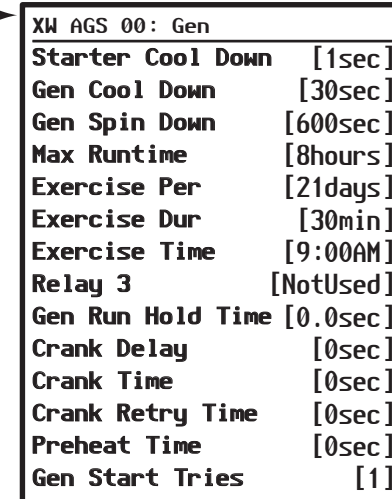 XW AGS 00: Gen
Starter Cool Down [1sec]
Gen Cool Down [30sec]
Gen Spin Down [600sec]
Max Runtime [8hours]
Exercise Per [21days]
Exercise Dur [30min]
Exercise Time [9:00AM]
Relay 3 [NotUsed]
Gen Run Hold Time [0.0sec]
Crank Delay [0sec]
Crank Time [0sec]
Crank Retry Time [0sec]
Preheat Time [0sec]
Gen Start Tries [1]